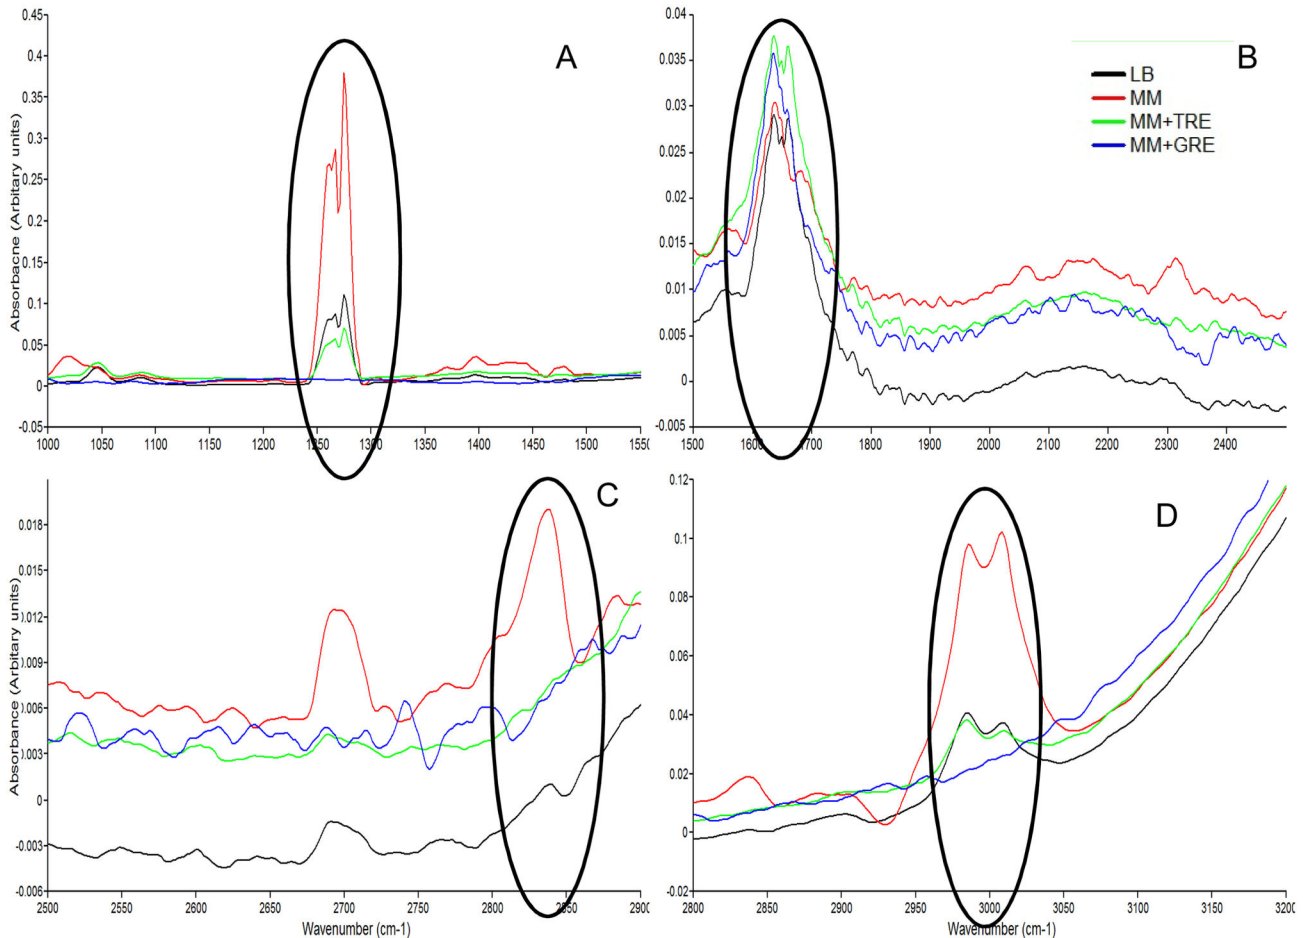 A
Absorbacne (Arbitary units)
0.45
0.4
0.35
0.3
0.25
0.2
0.15
0.1
0.05
0
-0.05
1000 1050 1100 1150 1200 1250 1300 1350 1400 1450 1500 1550
B
LB
MM
MM+TRE
MM+GRE
0.04
0.035
0.03
0.025
0.02
0.015
0.01
0.005
0
-0.005
1500 1600 1700 1800 1900 2000 2100 2200 2300 2400
C
Absorbance (Arbitary units)
0.018
0.015
0.012
0.009
0.006
0.003
0
-0.003
-0.006
2500 2550 2600 2650 2700 2750 2800 2850 2900
Wavenumber (cm-1)
D
0.12
0.1
0.08
0.06
0.04
0.02
0
-0.02
2800 2850 2900 2950 3000 3050 3100 3150 3200
Wavenumber (cm-1)